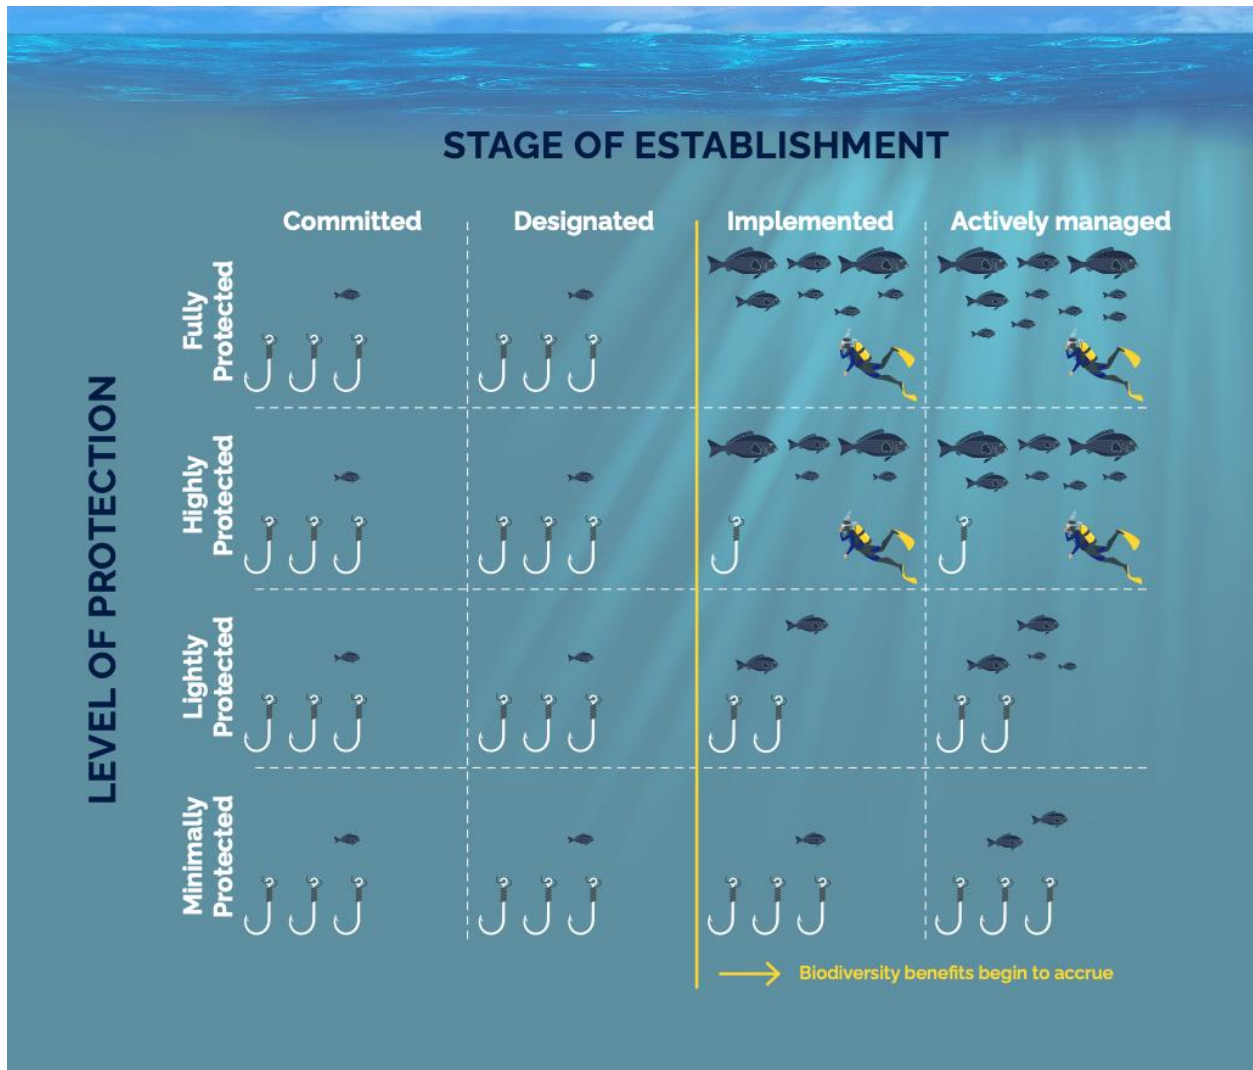 STAGE OF ESTABLISHMENT
Committed
Designated
Implemented
Actively managed
LEVEL OF PROTECTION
Fully
Protected
Highly
Protected
Lightly
Protected
Minimally
Protected
Biodiversity benefits begin to accrue